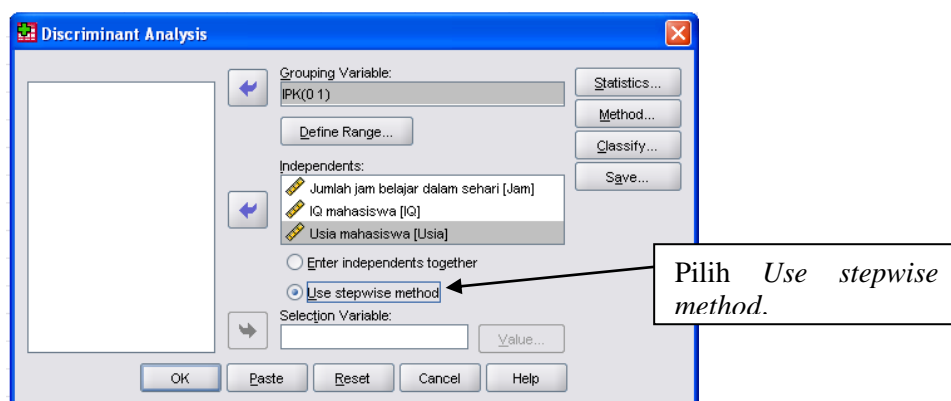 Discriminant Analysis
Grouping Variable:
IPK(0 1)
Define Range...
Independents:
Jumlah jam belajar dalam sehari [Jam]
IQ mahasiswa [IQ]
Usia mahasiswa [Usia]
Enter independents together
Use stepwise method
Selection Variable:
Value...
OK Paste Reset Cancel Help
Statistics...
Method...
Classify...
Save...
Pilih Use stepwise
method.